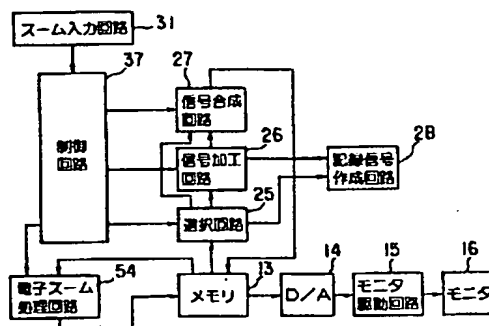 ズーム入力回路
31
37
27
信号合成
回路
制御
回路
26
信号加工
回路
28
記録信号
作成回路
25
選択回路
54
電子ズーム
処理回路
13
メモリ
14
D/A
15
モニタ
駆動回路
16
モニタ